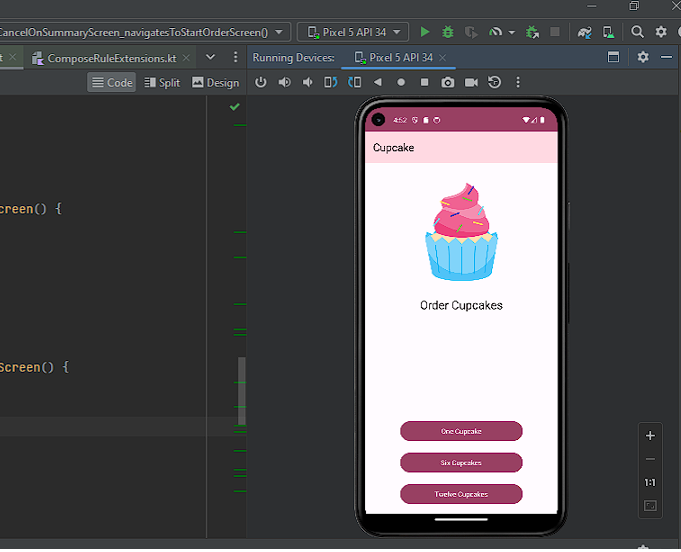 CancelOnSummaryScreen_navigatesToStartOrderScreen()
Pixel 5 API 34
t
ComposeRuleExtensions.kt
Running Devices:
Pixel 5 API 34
Code
Split
Design
4:52
Cupcake
creen() {
Order Cupcakes
Screen() {
One Cupcake
Six Cupcakes
Twelve Cupcakes
1:1